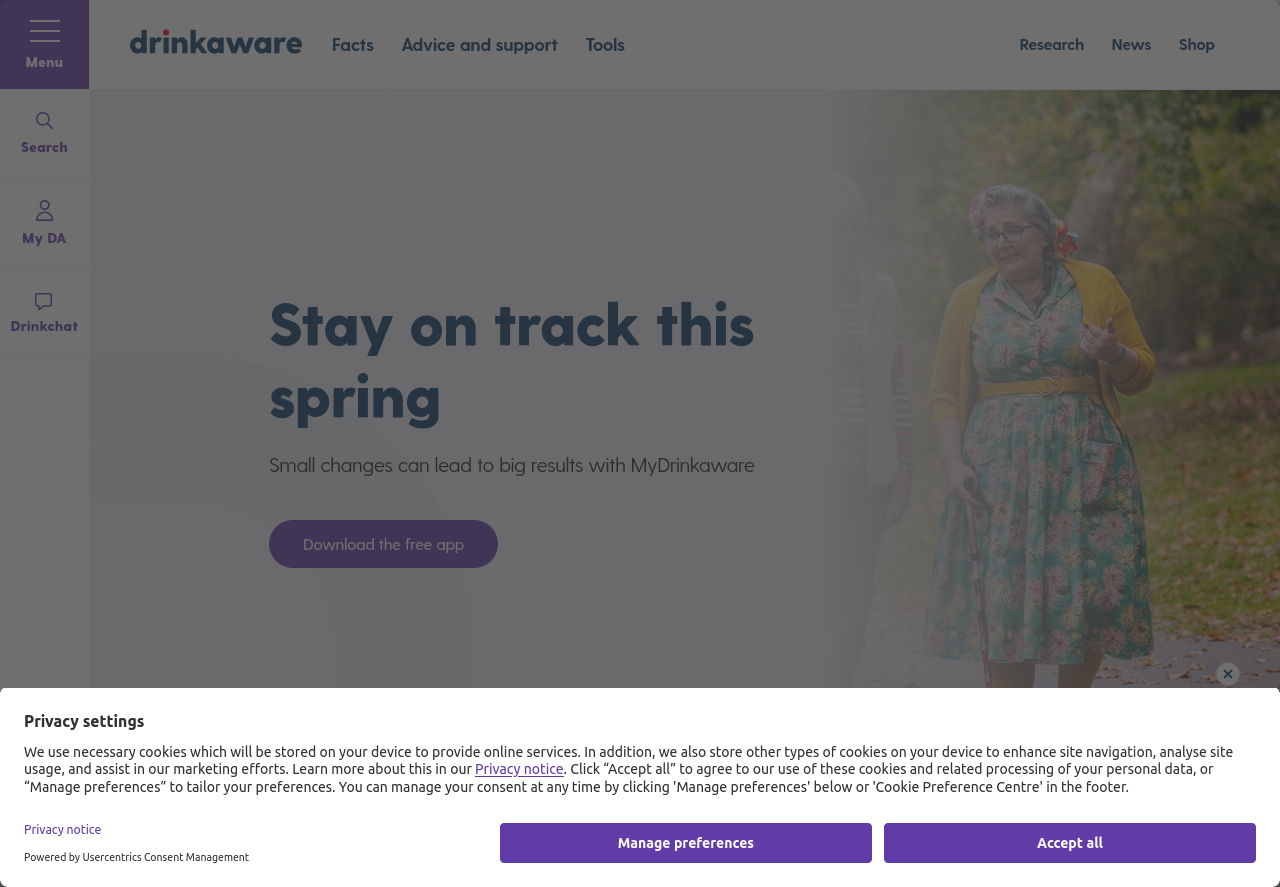 Menu
drinkaware
Facts
Advice and support
Tools
Research
News
Shop
Search
My DA
Drinkchat
Stay on track this
spring
Small changes can lead to big results with MyDrinkaware
Download the free app
Privacy settings
We use necessary cookies which will be stored on your device to provide online services. In addition, we also store other types of cookies on your device to enhance site navigation, analyse site
usage, and assist in our marketing efforts. Learn more about this in our Privacy notice. Click “Accept all” to agree to our use of these cookies and related processing of your personal data, or
“Manage preferences” to tailor your preferences. You can manage your consent at any time by clicking 'Manage preferences' below or 'Cookie Preference Centre' in the footer.
Privacy notice
Powered by Usercentrics Consent Management
Manage preferences
Accept all